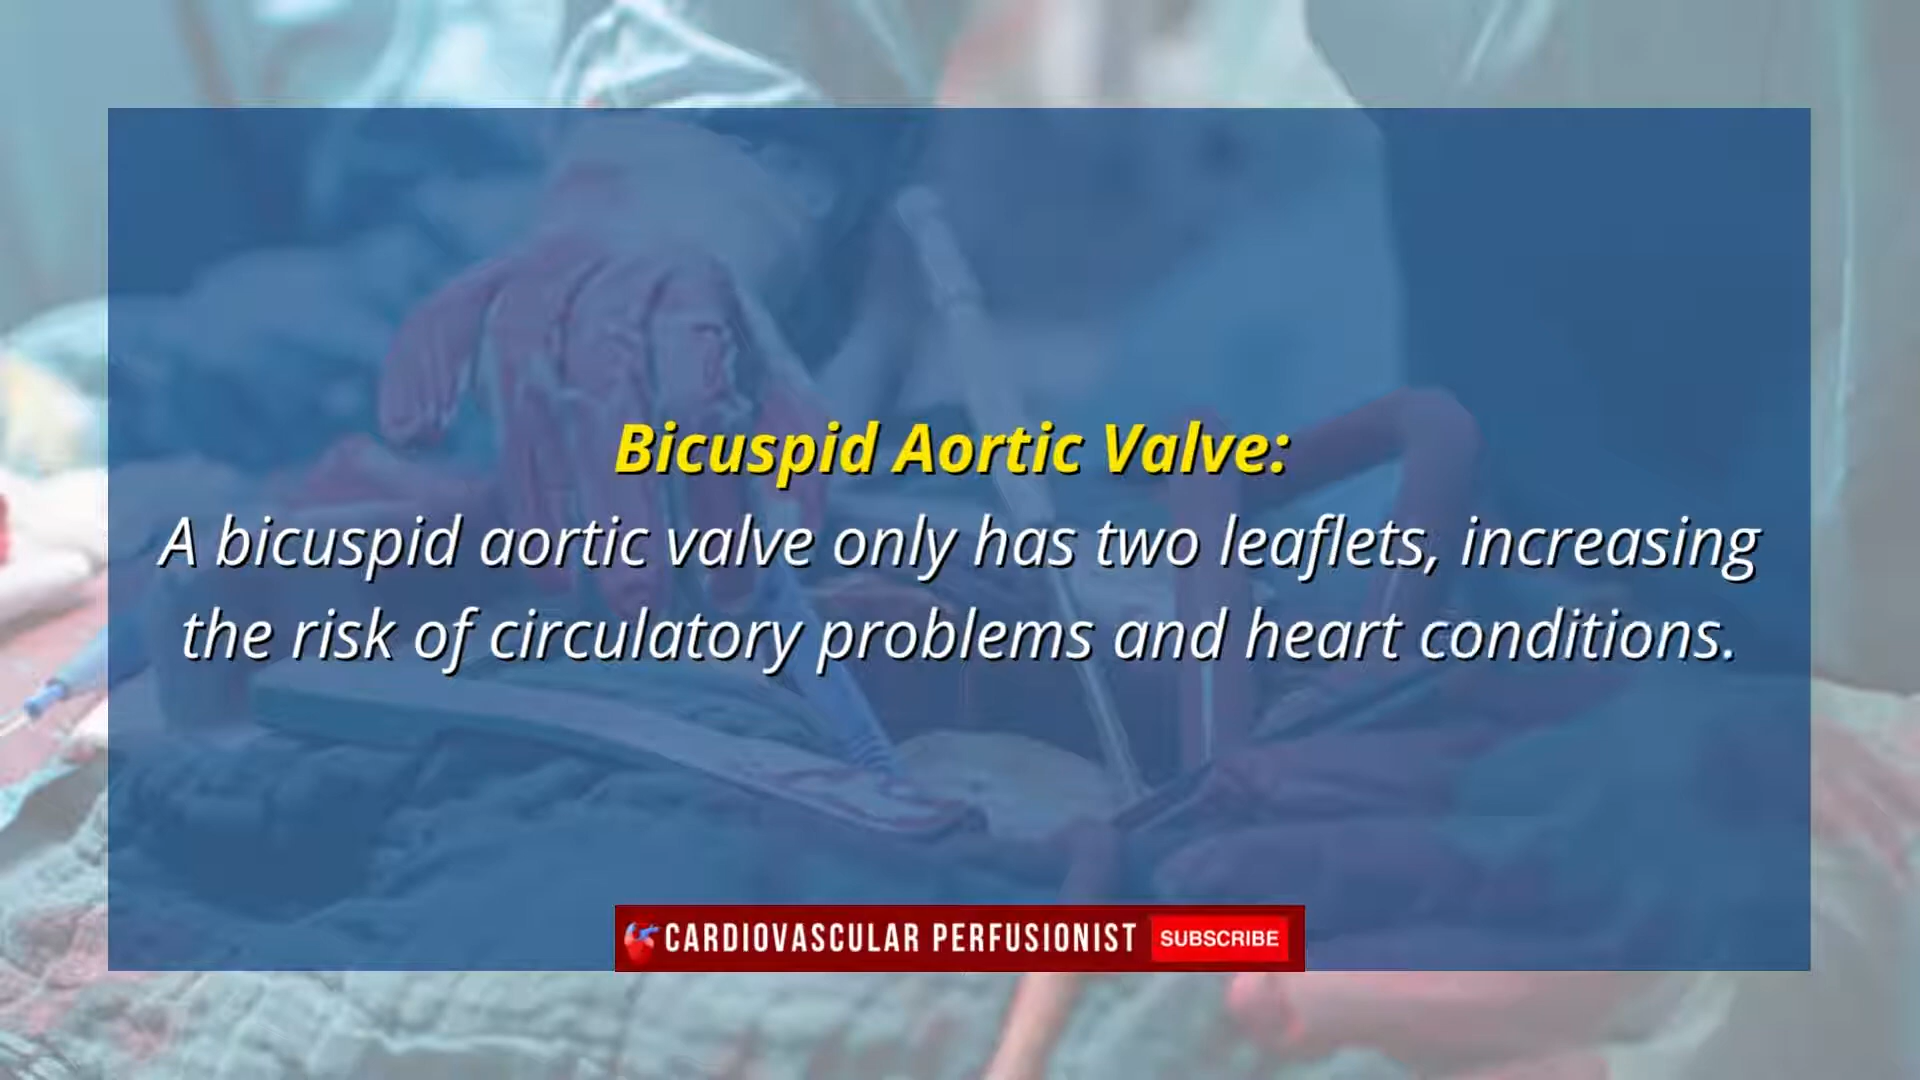 Bicuspid Aortic Valve:
A bicuspid aortic valve only has two leaflets, increasing
the risk of circulatory problems and heart conditions.
CARDIOVASCULAR PERFUSIONIST SUBSCRIBE